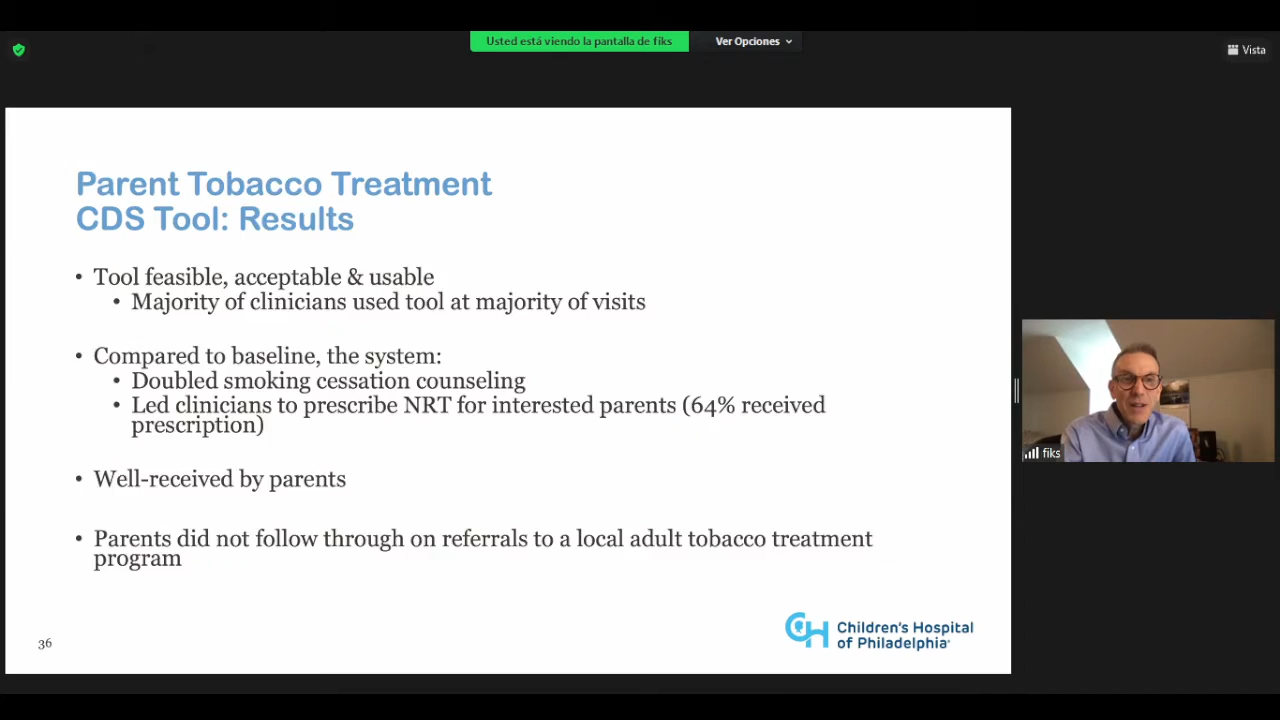 Usted está viendo la pantalla de fiks
Ver Opciones
Vista
Parent Tobacco Treatment
CDS Tool: Results
• Tool feasible, acceptable & usable
• Majority of clinicians used tool at majority of visits
• Compared to baseline, the system:
• Doubled smoking cessation counseling
• Led clinicians to prescribe NRT for interested parents (64% received
prescription)
• Well-received by parents
• Parents did not follow through on referrals to a local adult tobacco treatment
program
36
CH Children's Hospital
of Philadelphia
fiks